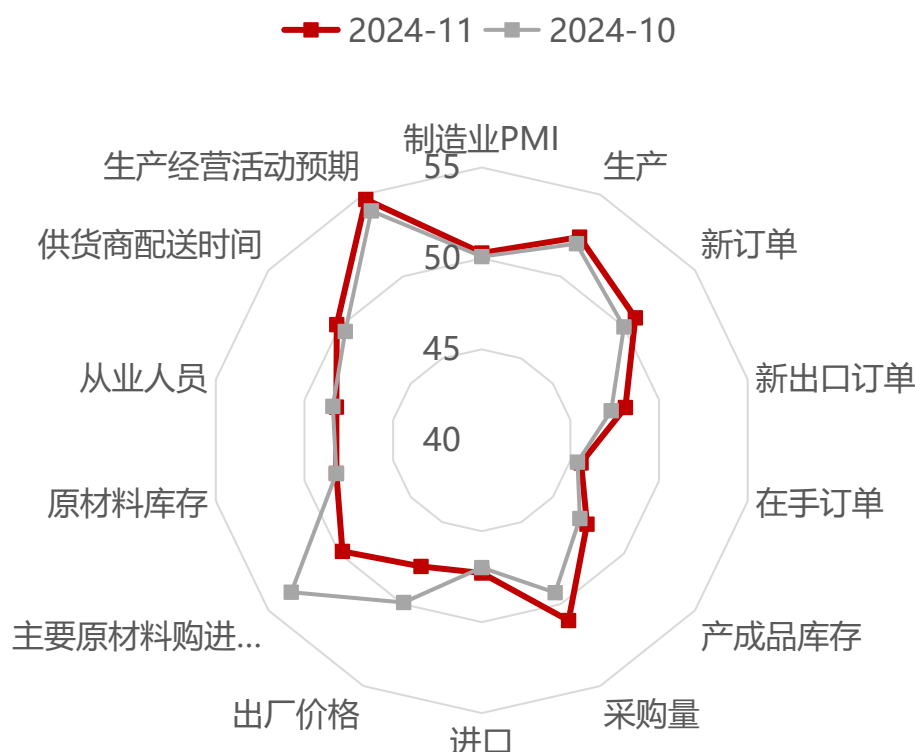 2024-11 2024-10
制造业PMI
生产
新订单
新出口订单
在手订单
产成品库存
采购量
进口
出厂价格
主要原材料购进…
原材料库存
从业人员
供货商配送时间
生产经营活动预期
55
50
45
40